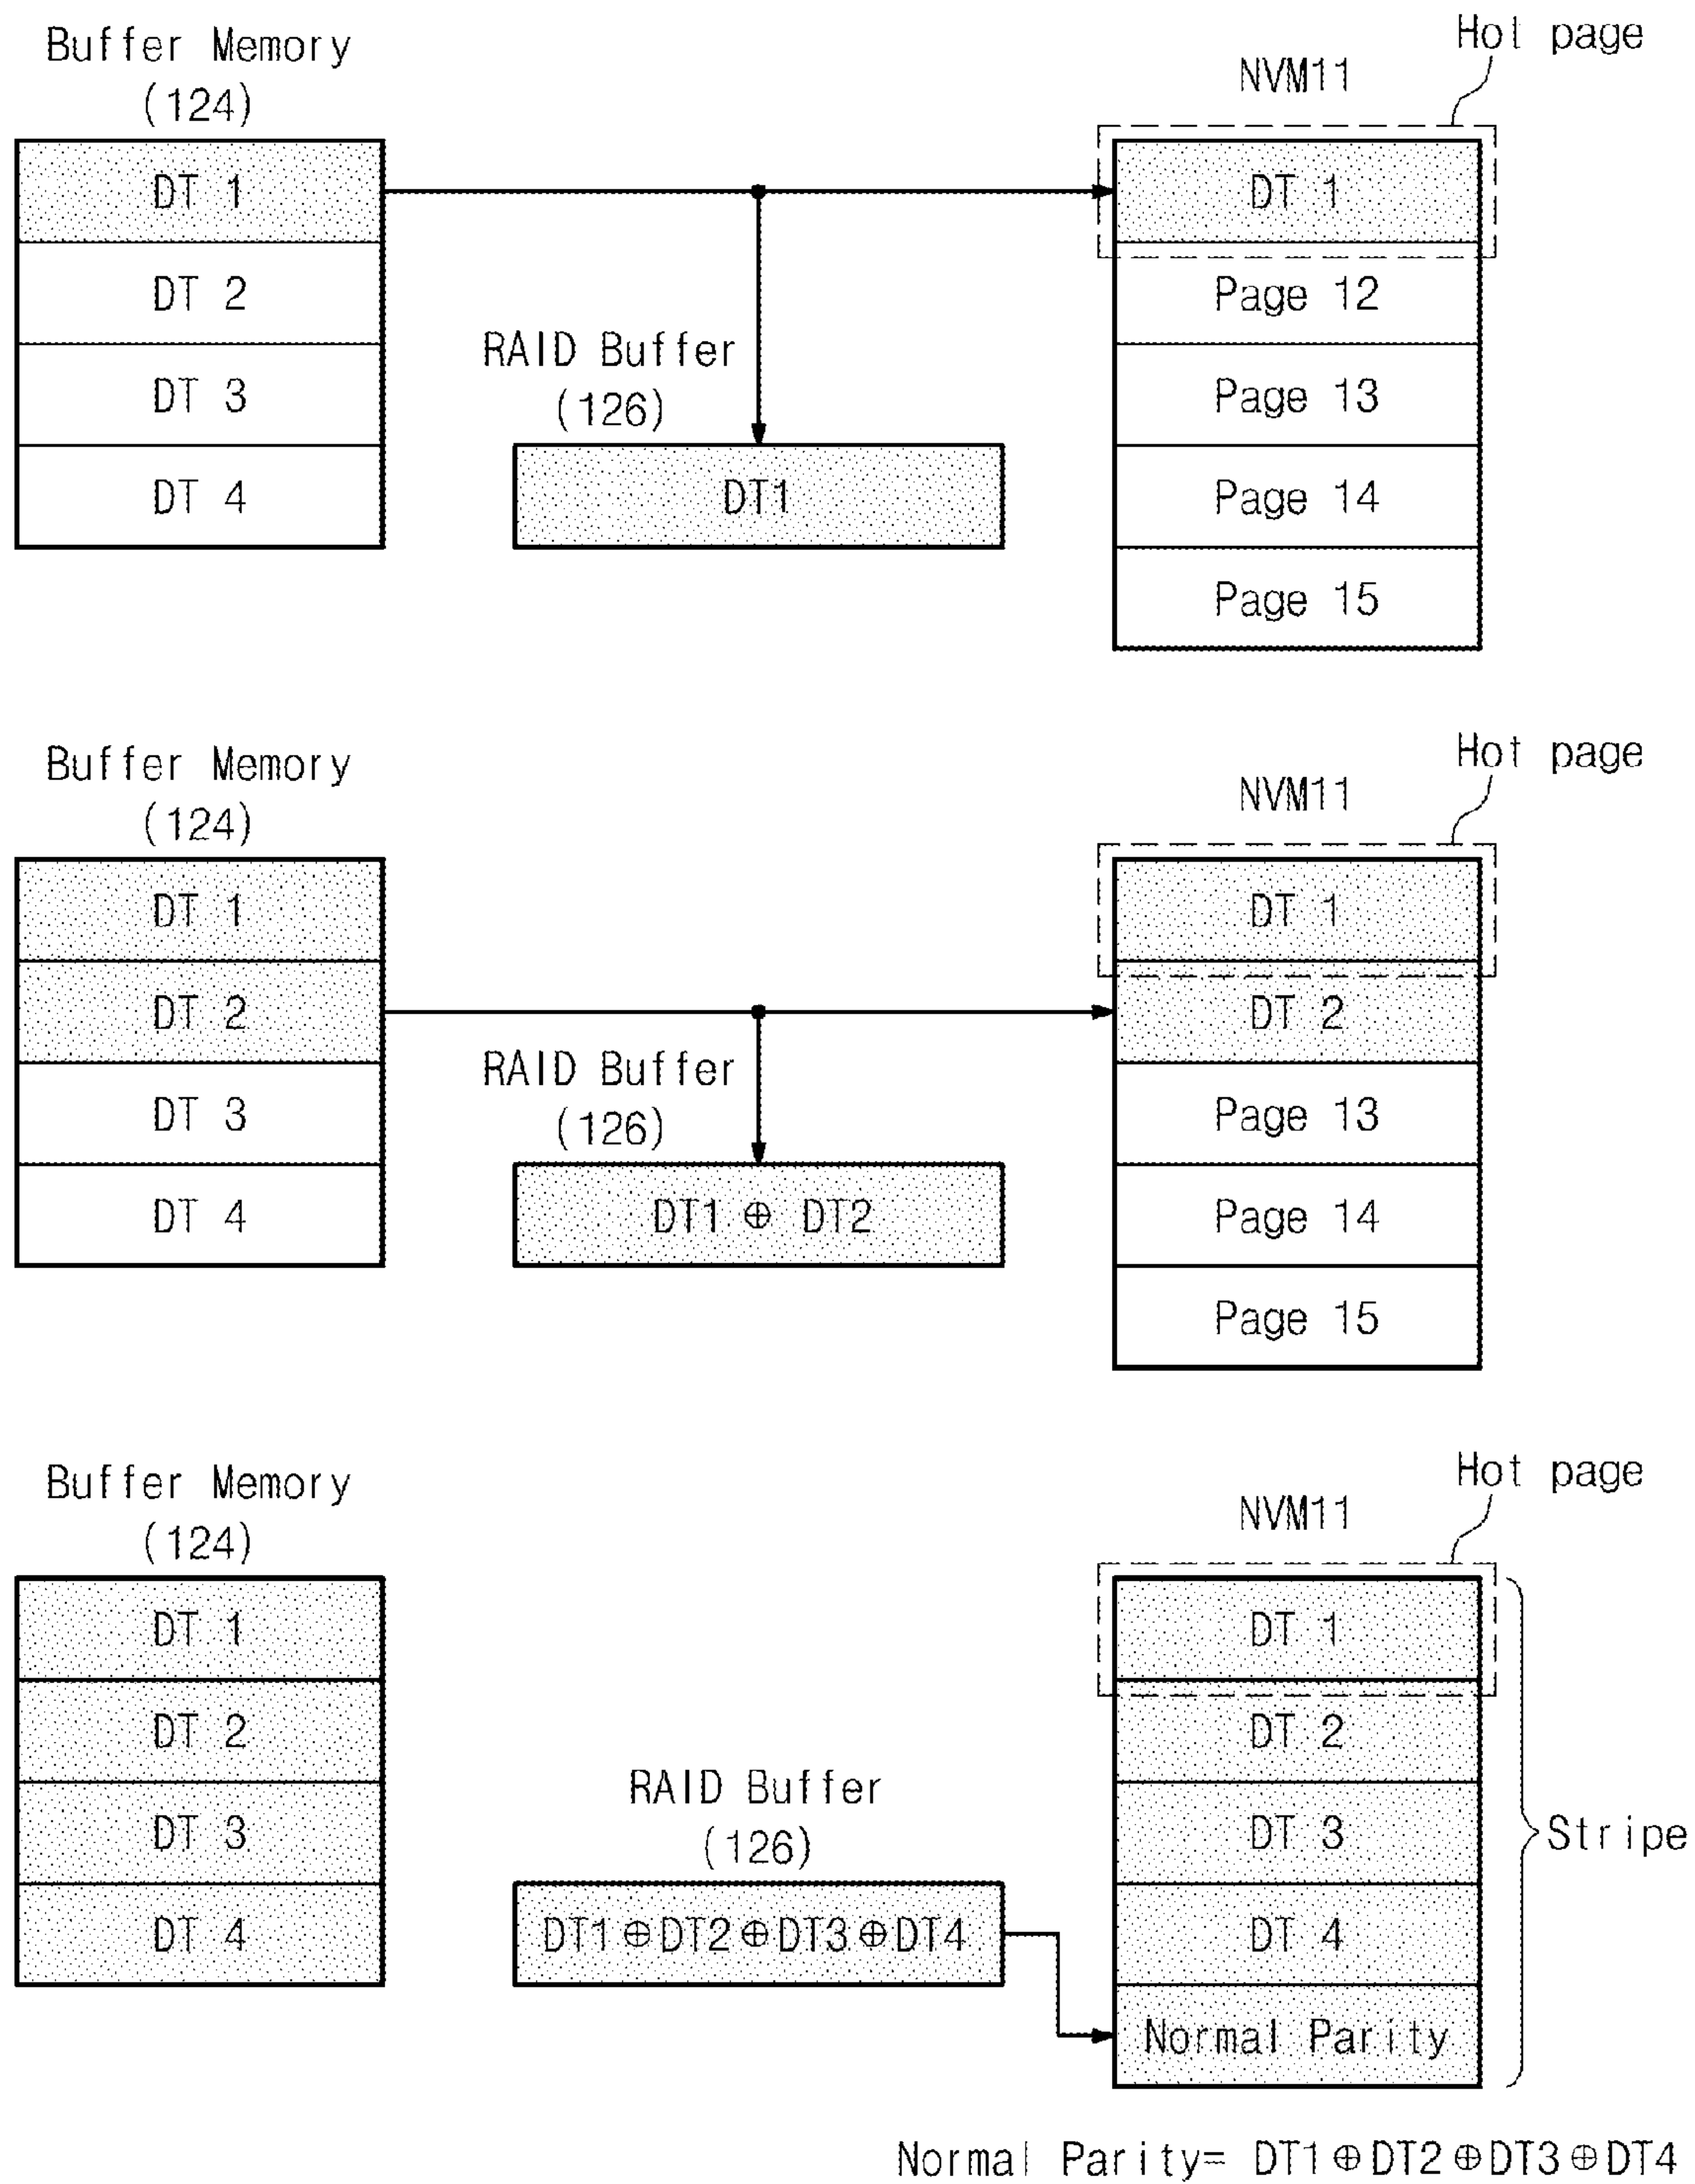 Hot page
Buffer Memory
(124)
NVM11
DT 1
DT 2
DT 3
DT 4
RAID Buffer
(126)
DT1
DT 1
Page 12
Page 13
Page 14
Page 15
Hot page
Buffer Memory
(124)
NVM11
DT 1
DT 2
DT 3
DT 4
RAID Buffer
(126)
DT1 ⊕ DT2
DT 1
DT 2
Page 13
Page 14
Page 15
Hot page
Buffer Memory
(124)
NVM11
DT 1
DT 2
DT 3
DT 4
RAID Buffer
(126)
DT1⊕DT2⊕DT3⊕DT4
DT 1
DT 2
DT 3
DT 4
Normal Parity
Stripe
Normal Parity= DT1⊕DT2⊕DT3⊕DT4